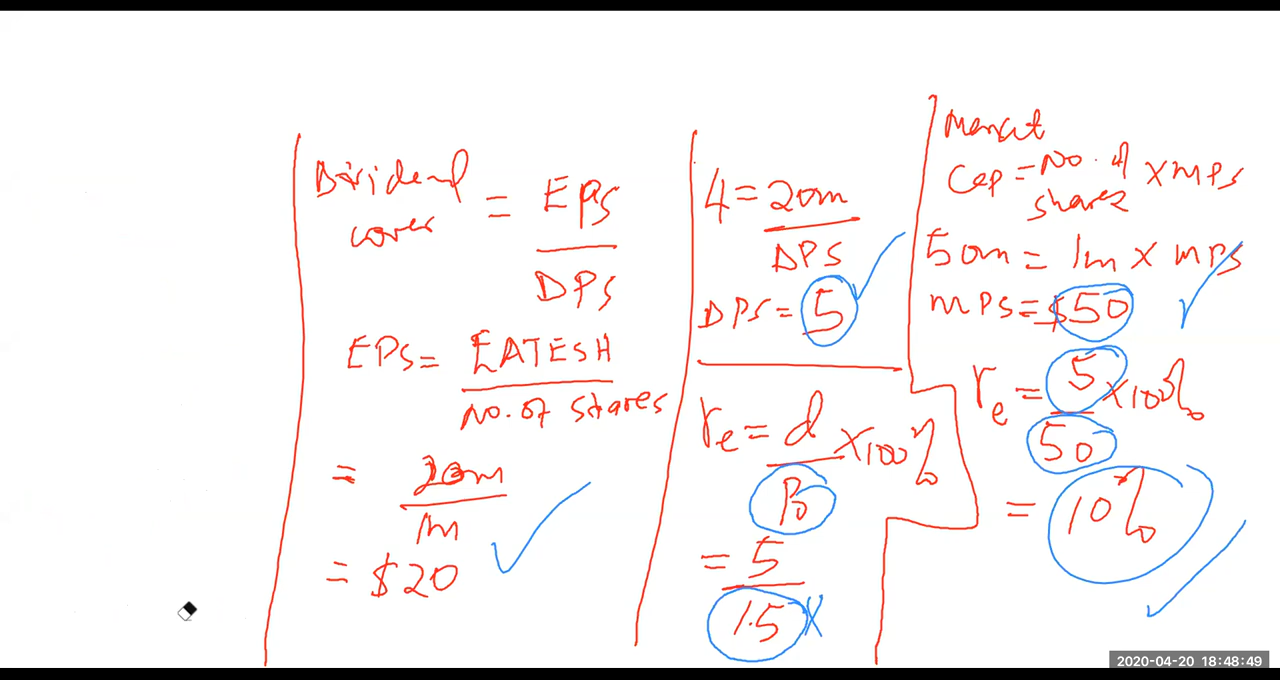 Dividend
cover = EPS
DPS
EPS = EATESH
No. of shares
= 20m
1m
= $20
4 = 20m
DPS
DPS = 5
re = d × 100%
P0
= 5
1.5 X
Market
Cap = No. of shares × MPS
50m = 1m × MPS
MPS = $50
re = 5 × 100%
50
= 10%
2020-04-20 18:48:49